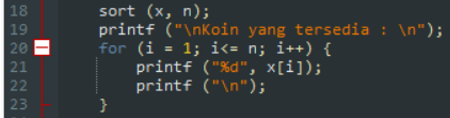 18 sort (x, n);
19 printf ("\nKoin yang tersedia : \n");
20 for (i = 1; i<= n; i++) {
21 printf ("%d", x[i]);
22 printf ("\n");
23 }